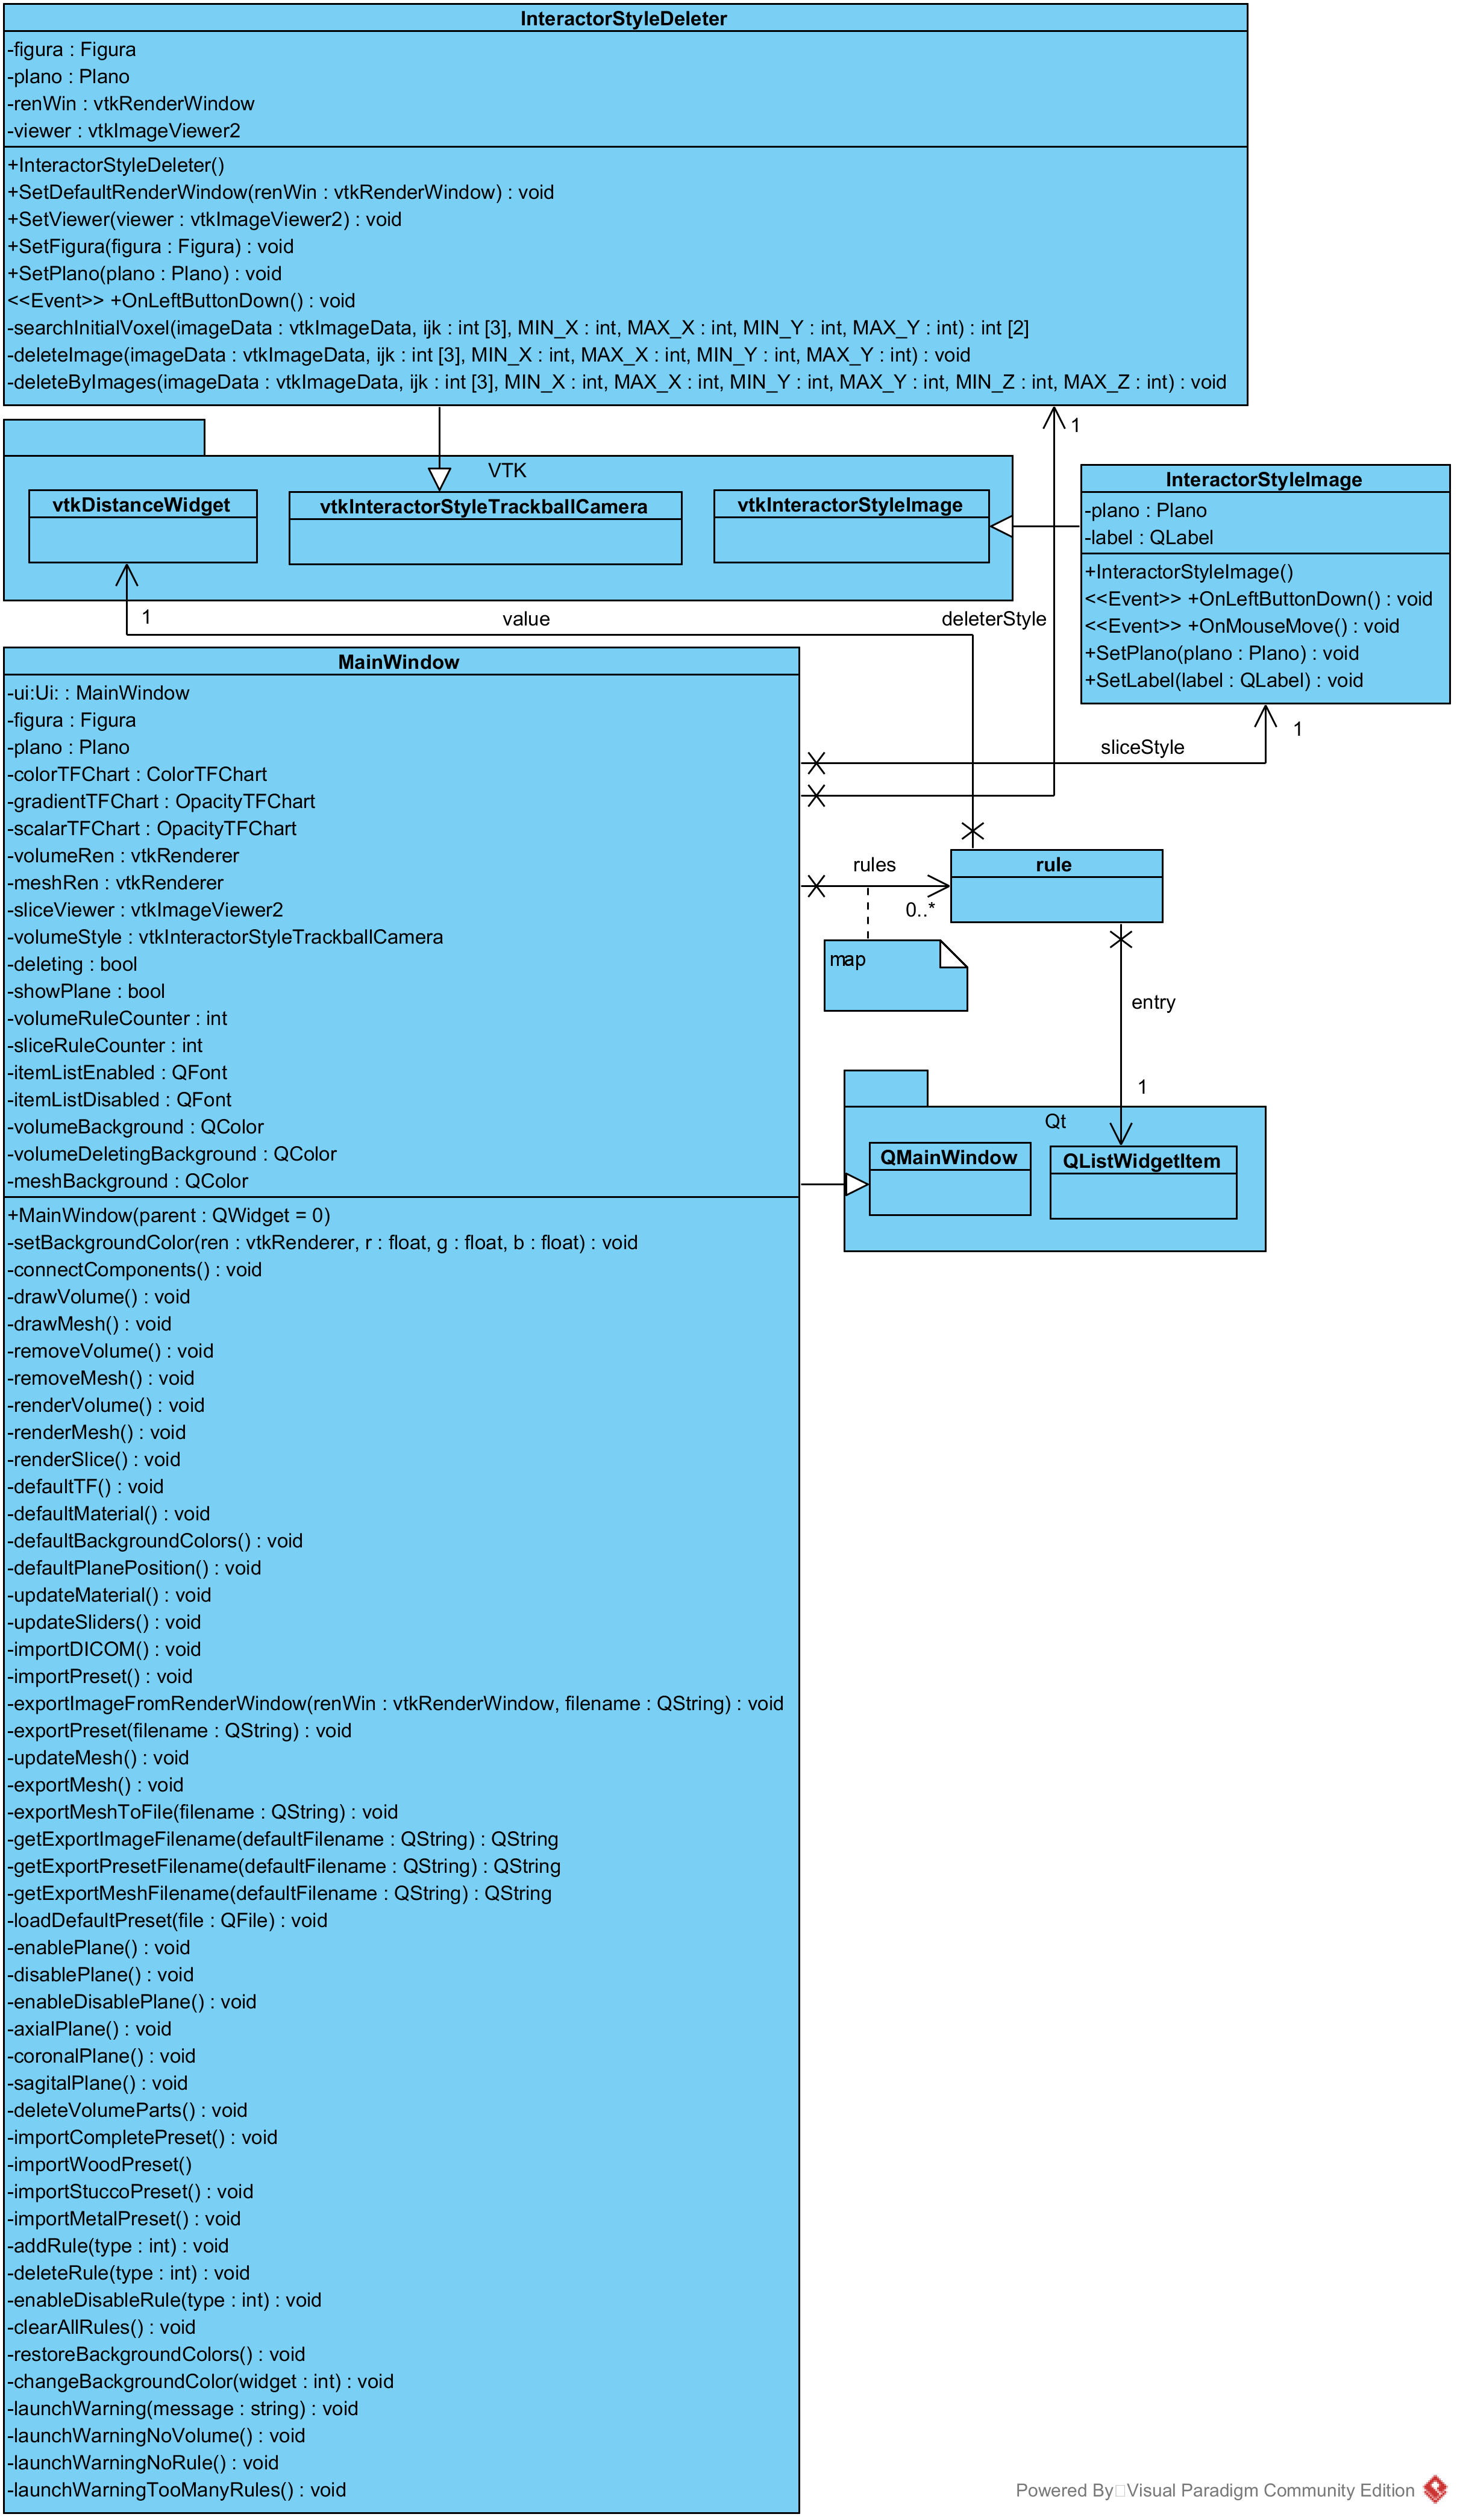 InteractorStyleDeleter
-figura : Figura
-plano : Plano
-renWin : vtkRenderWindow
-viewer : vtkImageViewer2
+InteractorStyleDeleter()
+SetDefaultRenderWindow(renWin : vtkRenderWindow) : void
+SetViewer(viewer : vtkImageViewer2) : void
+SetFigura(figura : Figura) : void
+SetPlano(plano : Plano) : void
<<Event>> +OnLeftButtonDown() : void
-searchInitialVoxel(imageData : vtkImageData, ijk : int [3], MIN_X : int, MAX_X : int, MIN_Y : int, MAX_Y : int) : int [2]
-deleteImage(imageData : vtkImageData, ijk : int [3], MIN_X : int, MAX_X : int, MIN_Y : int, MAX_Y : int) : void
-deleteByImages(imageData : vtkImageData, ijk : int [3], MIN_X : int, MAX_X : int, MIN_Y : int, MAX_Y : int, MIN_Z : int, MAX_Z : int) : void
1
VTK
vtkDistanceWidget
vtkInteractorStyleTrackballCamera
vtkInteractorStyleImage
InteractorStyleImage
-plano : Plano
-label : QLabel
+InteractorStyleImage()
<<Event>> +OnLeftButtonDown() : void
<<Event>> +OnMouseMove() : void
+SetPlano(plano : Plano) : void
+SetLabel(label : QLabel) : void
1
value
deleterStyle
1
sliceStyle
MainWindow
-ui:Ui: : MainWindow
-figura : Figura
-plano : Plano
-colorTFChart : ColorTFChart
-gradientTFChart : OpacityTFChart
-scalarTFChart : OpacityTFChart
-volumeRen : vtkRenderer
-meshRen : vtkRenderer
-sliceViewer : vtkImageViewer2
-volumeStyle : vtkInteractorStyleTrackballCamera
-deleting : bool
-showPlane : bool
-volumeRuleCounter : int
-sliceRuleCounter : int
-itemListEnabled : QFont
-itemListDisabled : QFont
-volumeBackground : QColor
-volumeDeletingBackground : QColor
-meshBackground : QColor
+MainWindow(parent : QWidget = 0)
-setBackgroundColor(ren : vtkRenderer, r : float, g : float, b : float) : void
-connectComponents() : void
-drawVolume() : void
-drawMesh() : void
-removeVolume() : void
-removeMesh() : void
-renderVolume() : void
-renderMesh() : void
-renderSlice() : void
-defaultTF() : void
-defaultMaterial() : void
-defaultBackgroundColors() : void
-defaultPlanePosition() : void
-updateMaterial() : void
-updateSliders() : void
-importDICOM() : void
-importPreset() : void
-exportImageFromRenderWindow(renWin : vtkRenderWindow, filename : QString) : void
-exportPreset(filename : QString) : void
-updateMesh() : void
-exportMesh() : void
-exportMeshToFile(filename : QString) : void
-getExportImageFilename(defaultFilename : QString) : QString
-getExportPresetFilename(defaultFilename : QString) : QString
-getExportMeshFilename(defaultFilename : QString) : QString
-loadDefaultPreset(file : QFile) : void
-enablePlane() : void
-disablePlane() : void
-enableDisablePlane() : void
-axialPlane() : void
-coronalPlane() : void
-sagitalPlane() : void
-deleteVolumeParts() : void
-importCompletePreset() : void
-importWoodPreset()
-importStuccoPreset() : void
-importMetalPreset() : void
-addRule(type : int) : void
-deleteRule(type : int) : void
-enableDisableRule(type : int) : void
-clearAllRules() : void
-restoreBackgroundColors() : void
-changeBackgroundColor(widget : int) : void
-launchWarning(message : string) : void
-launchWarningNoVolume() : void
-launchWarningNoRule() : void
-launchWarningTooManyRules() : void
rules
0..*
rule
map
entry
1
Qt
QMainWindow
QListWidgetItem
Powered By Visual Paradigm Community Edition